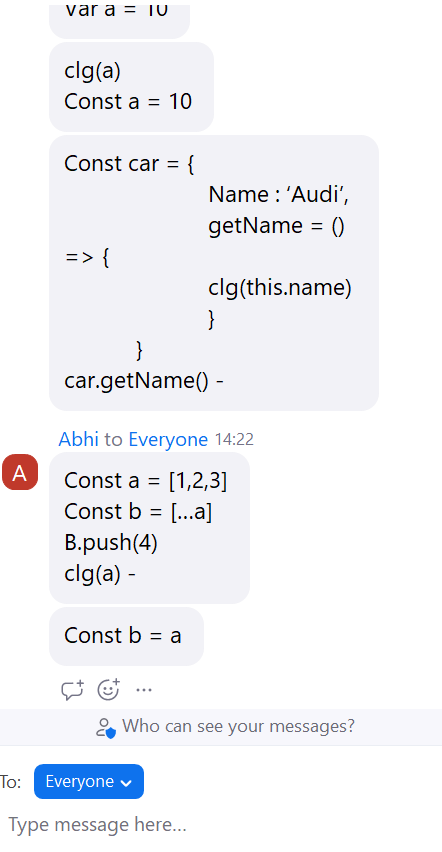 Var a = 10
clg(a)
Const a = 10
Const car = {
Name : ‘Audi’,
getName = ()
=> {
clg(this.name)
}
}
car.getName() -
Abhi to Everyone 14:22
A
Const a = [1,2,3]
Const b = [...a]
B.push(4)
clg(a) -
Const b = a
Who can see your messages?
To: Everyone
Type message here...